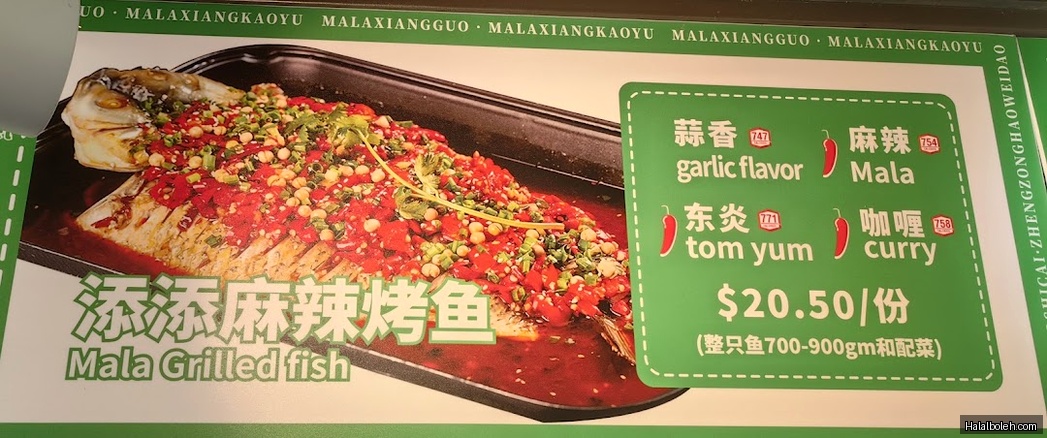 UO · MALAXIANGKAOYU MALAXIANGGUO · MALAXIANGKAOYU MALAXIANGGUO · MALAXIANGKAOYU
ZHENGZONGHAOWEIDAO
蒜香 747
garlic flavor
麻辣 754
Mala
东炎 771
tom yum
咖喱 758
curry
$20.50/份
(整只鱼700-900gm和配菜)
添添麻辣烤鱼
Mala Grilled fish
Halalboleh.com